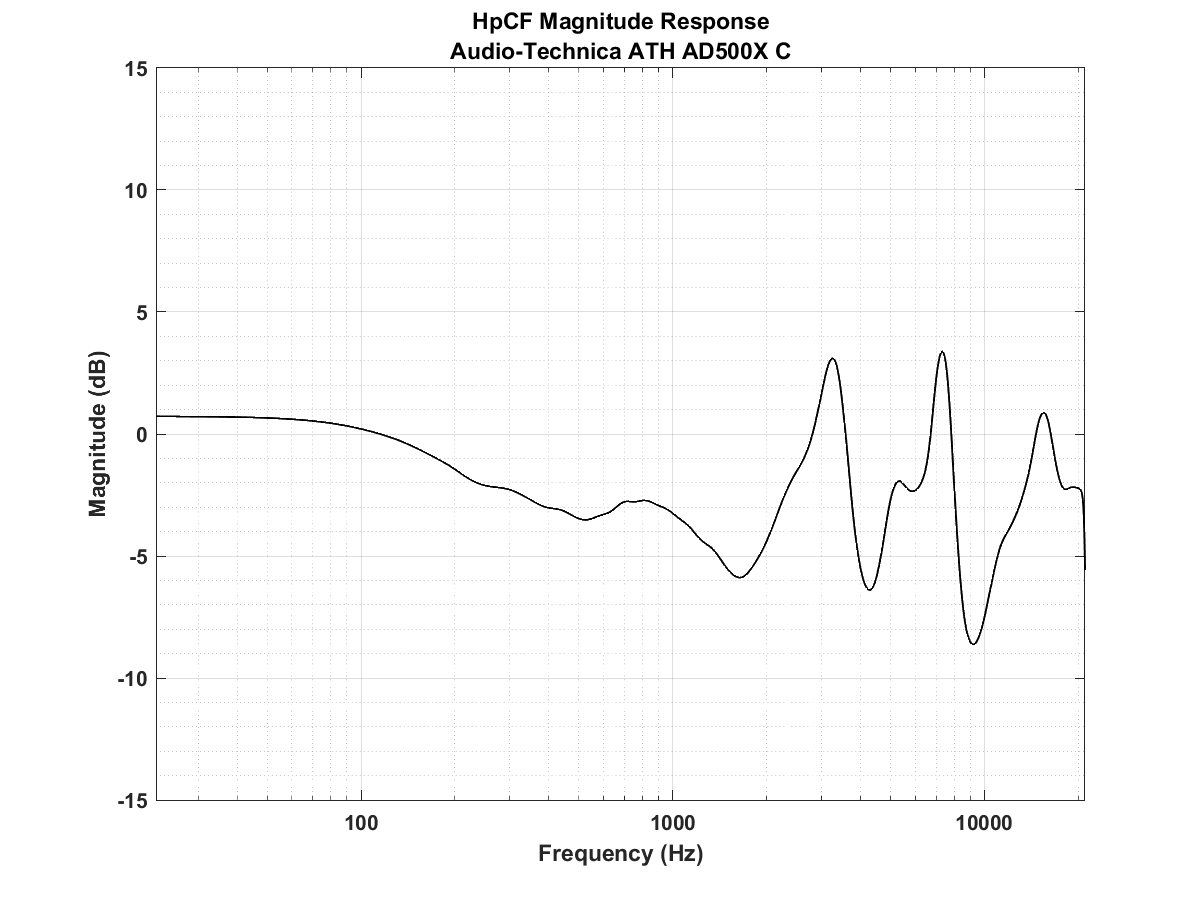 HpCF Magnitude Response
Audio-Technica ATH AD500X C
15
10
5
0
-5
-10
-15
Magnitude (dB)
100
1000
10000
Frequency (Hz)